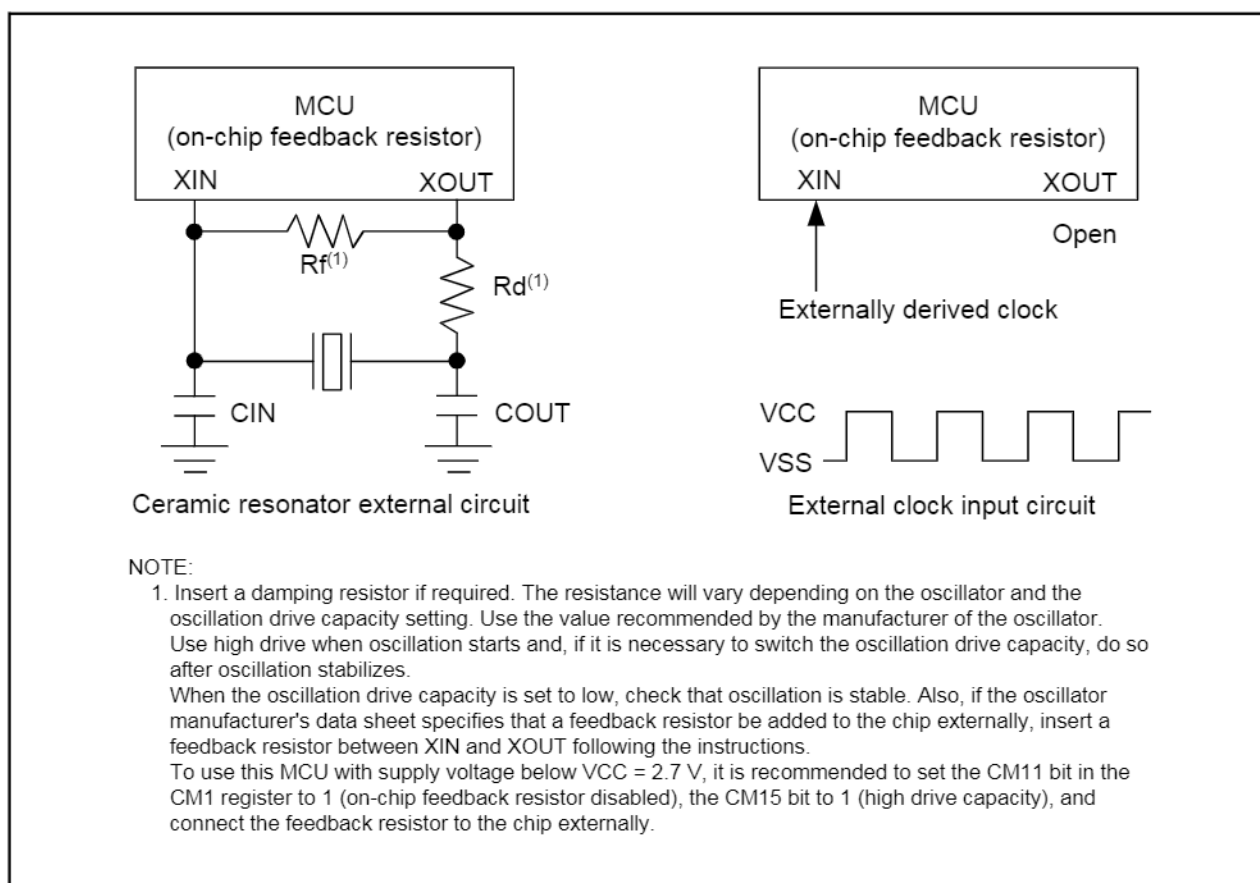 MCU
(on-chip feedback resistor)
XIN
XOUT
Rf(1)
Rd(1)
CIN
COUT
Ceramic resonator external circuit
MCU
(on-chip feedback resistor)
XIN
XOUT
Open
Externally derived clock
VCC
VSS
External clock input circuit
NOTE:
1. Insert a damping resistor if required. The resistance will vary depending on the oscillator and the
oscillation drive capacity setting. Use the value recommended by the manufacturer of the oscillator.
Use high drive when oscillation starts and, if it is necessary to switch the oscillation drive capacity, do so
after oscillation stabilizes.
When the oscillation drive capacity is set to low, check that oscillation is stable. Also, if the oscillator
manufacturer's data sheet specifies that a feedback resistor be added to the chip externally, insert a
feedback resistor between XIN and XOUT following the instructions.
To use this MCU with supply voltage below VCC = 2.7 V, it is recommended to set the CM11 bit in the
CM1 register to 1 (on-chip feedback resistor disabled), the CM15 bit to 1 (high drive capacity), and
connect the feedback resistor to the chip externally.